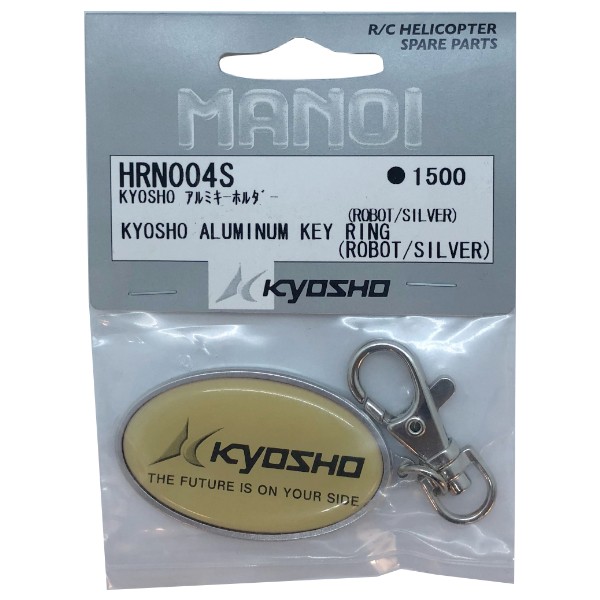 R/C HELICOPTER
SPARE PARTS
MANOI
HRN004S ●1500
KYOSHO ｱﾙﾐｷｰﾎﾙﾀﾞｰ
(ROBOT/SILVER)
KYOSHO ALUMINUM KEY RING
(ROBOT/SILVER)
KYOSHO
KYOSHO
THE FUTURE IS ON YOUR SIDE